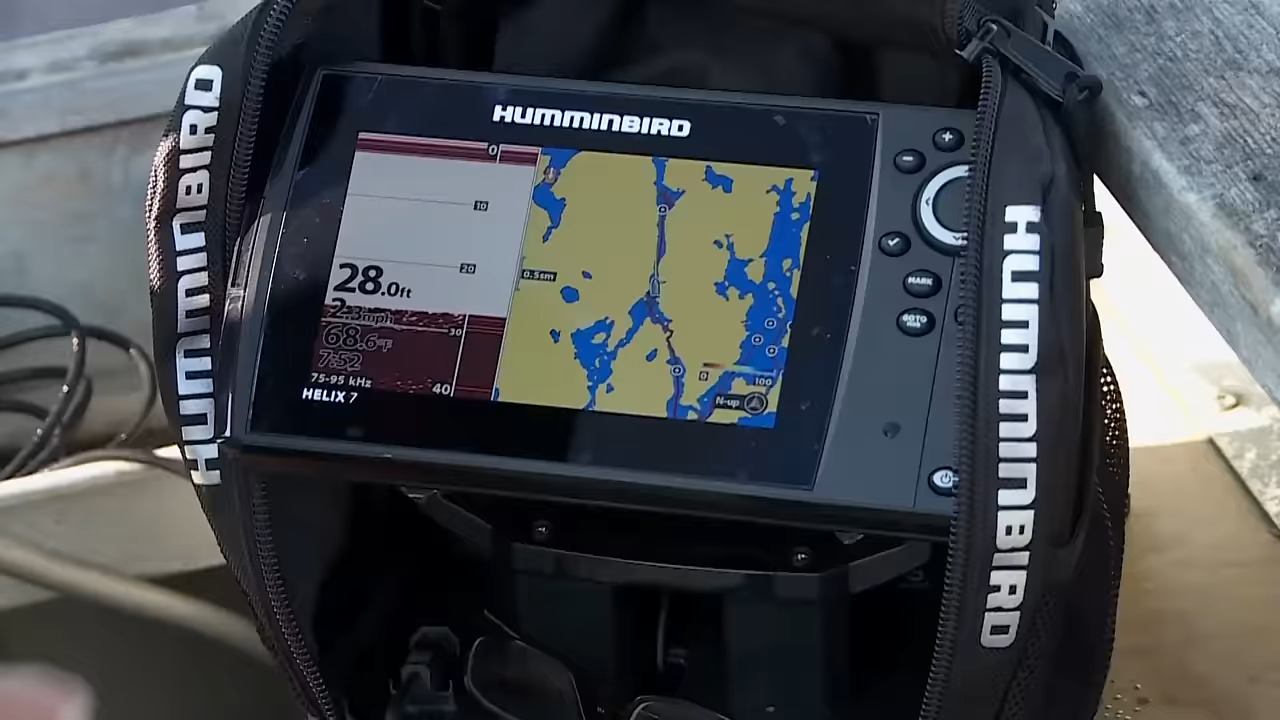 HUMMINBIRD
HUMMINBIRD
0
10
20
28.0ft
2.3mph
30
68.6°F
7:52
75-95 kHz
40
HELIX 7
0.5sm
0
100
N-up
+
-
MARK
GOTO
HUMMINBIRD